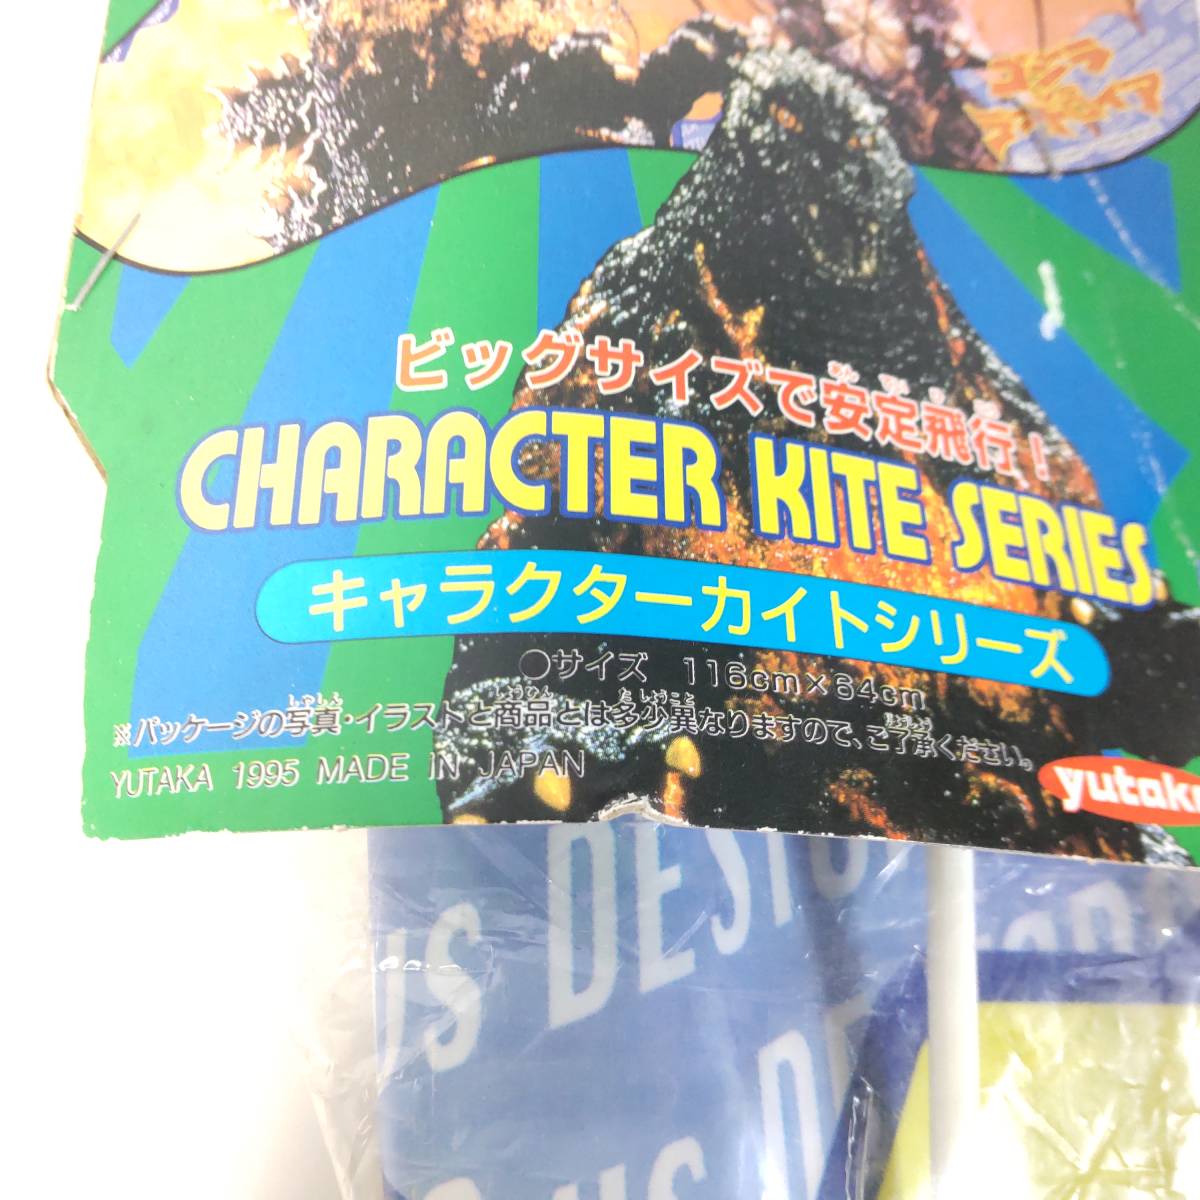 ビッグサイズで安定飛行!
CHARACTER KITE SERIES
キャラクターカイトシリーズ
●サイズ 116cm×64cm
※パッケージの写真・イラストと商品とは多少異なりますので、ご了承ください。
YUTAKA 1995 MADE IN JAPAN
yutaka
US DESTO